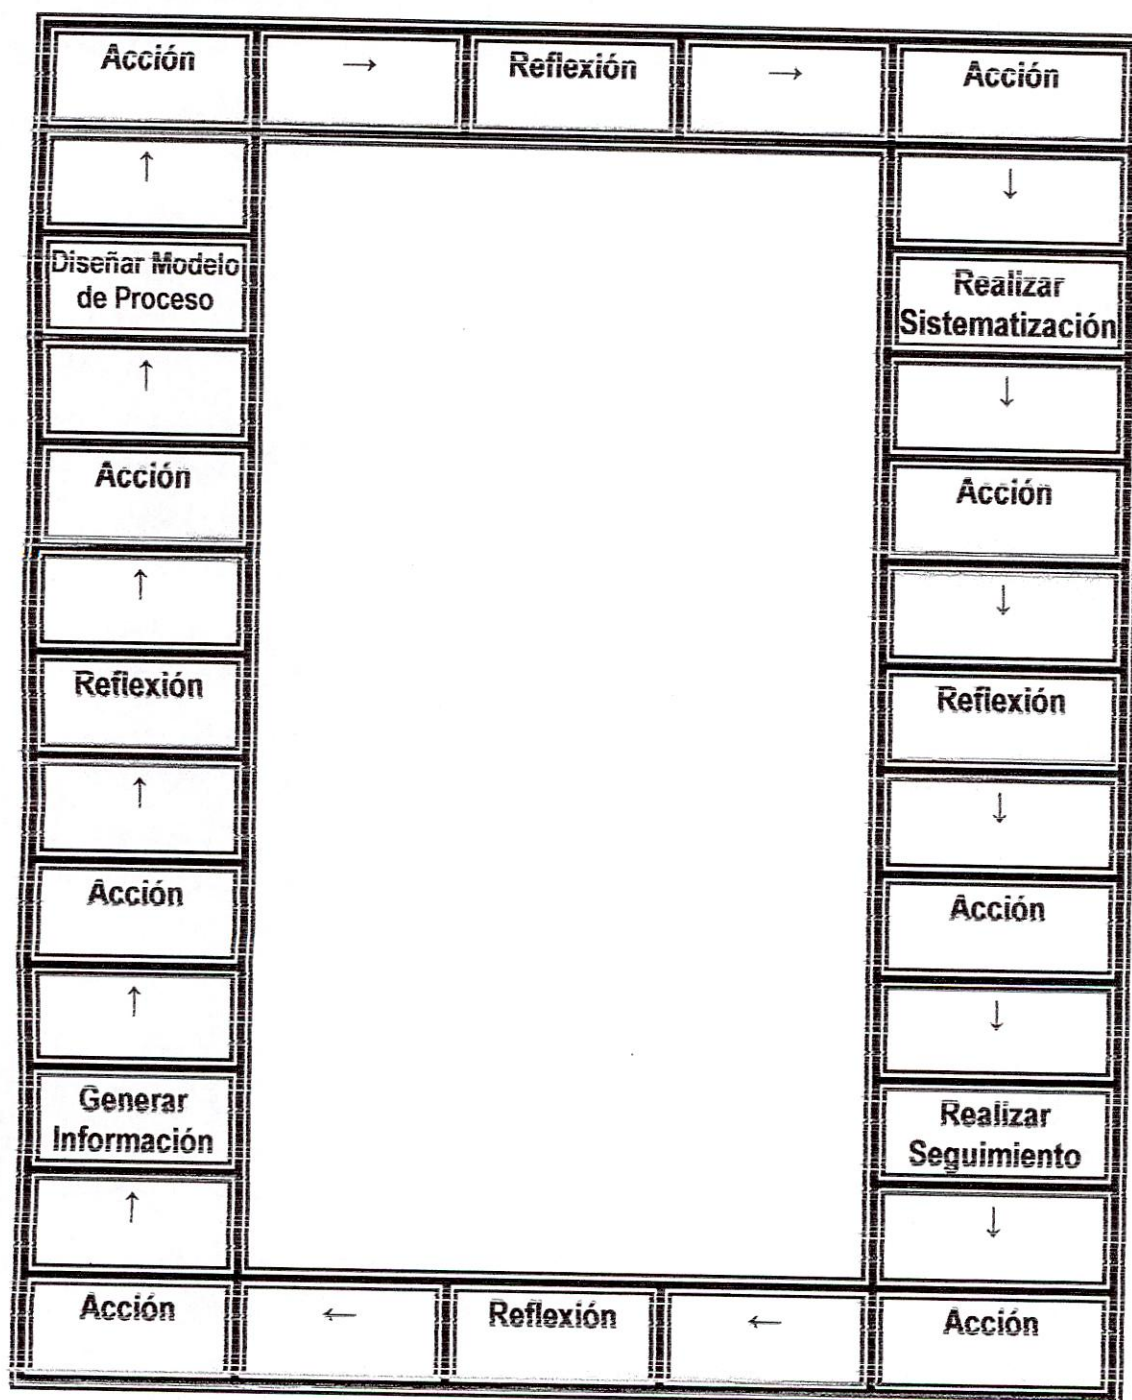 Acción → Reflexión → Acción
↑ ↓
Diseñar Modelo
de Proceso
Realizar
Sistematización
↑ ↓
Acción Acción
↑ ↓
Reflexión Reflexión
↑ ↓
Acción Acción
↑ ↓
Generar
Información
Realizar
Seguimiento
↑ ↓
Acción ← Reflexión ← Acción